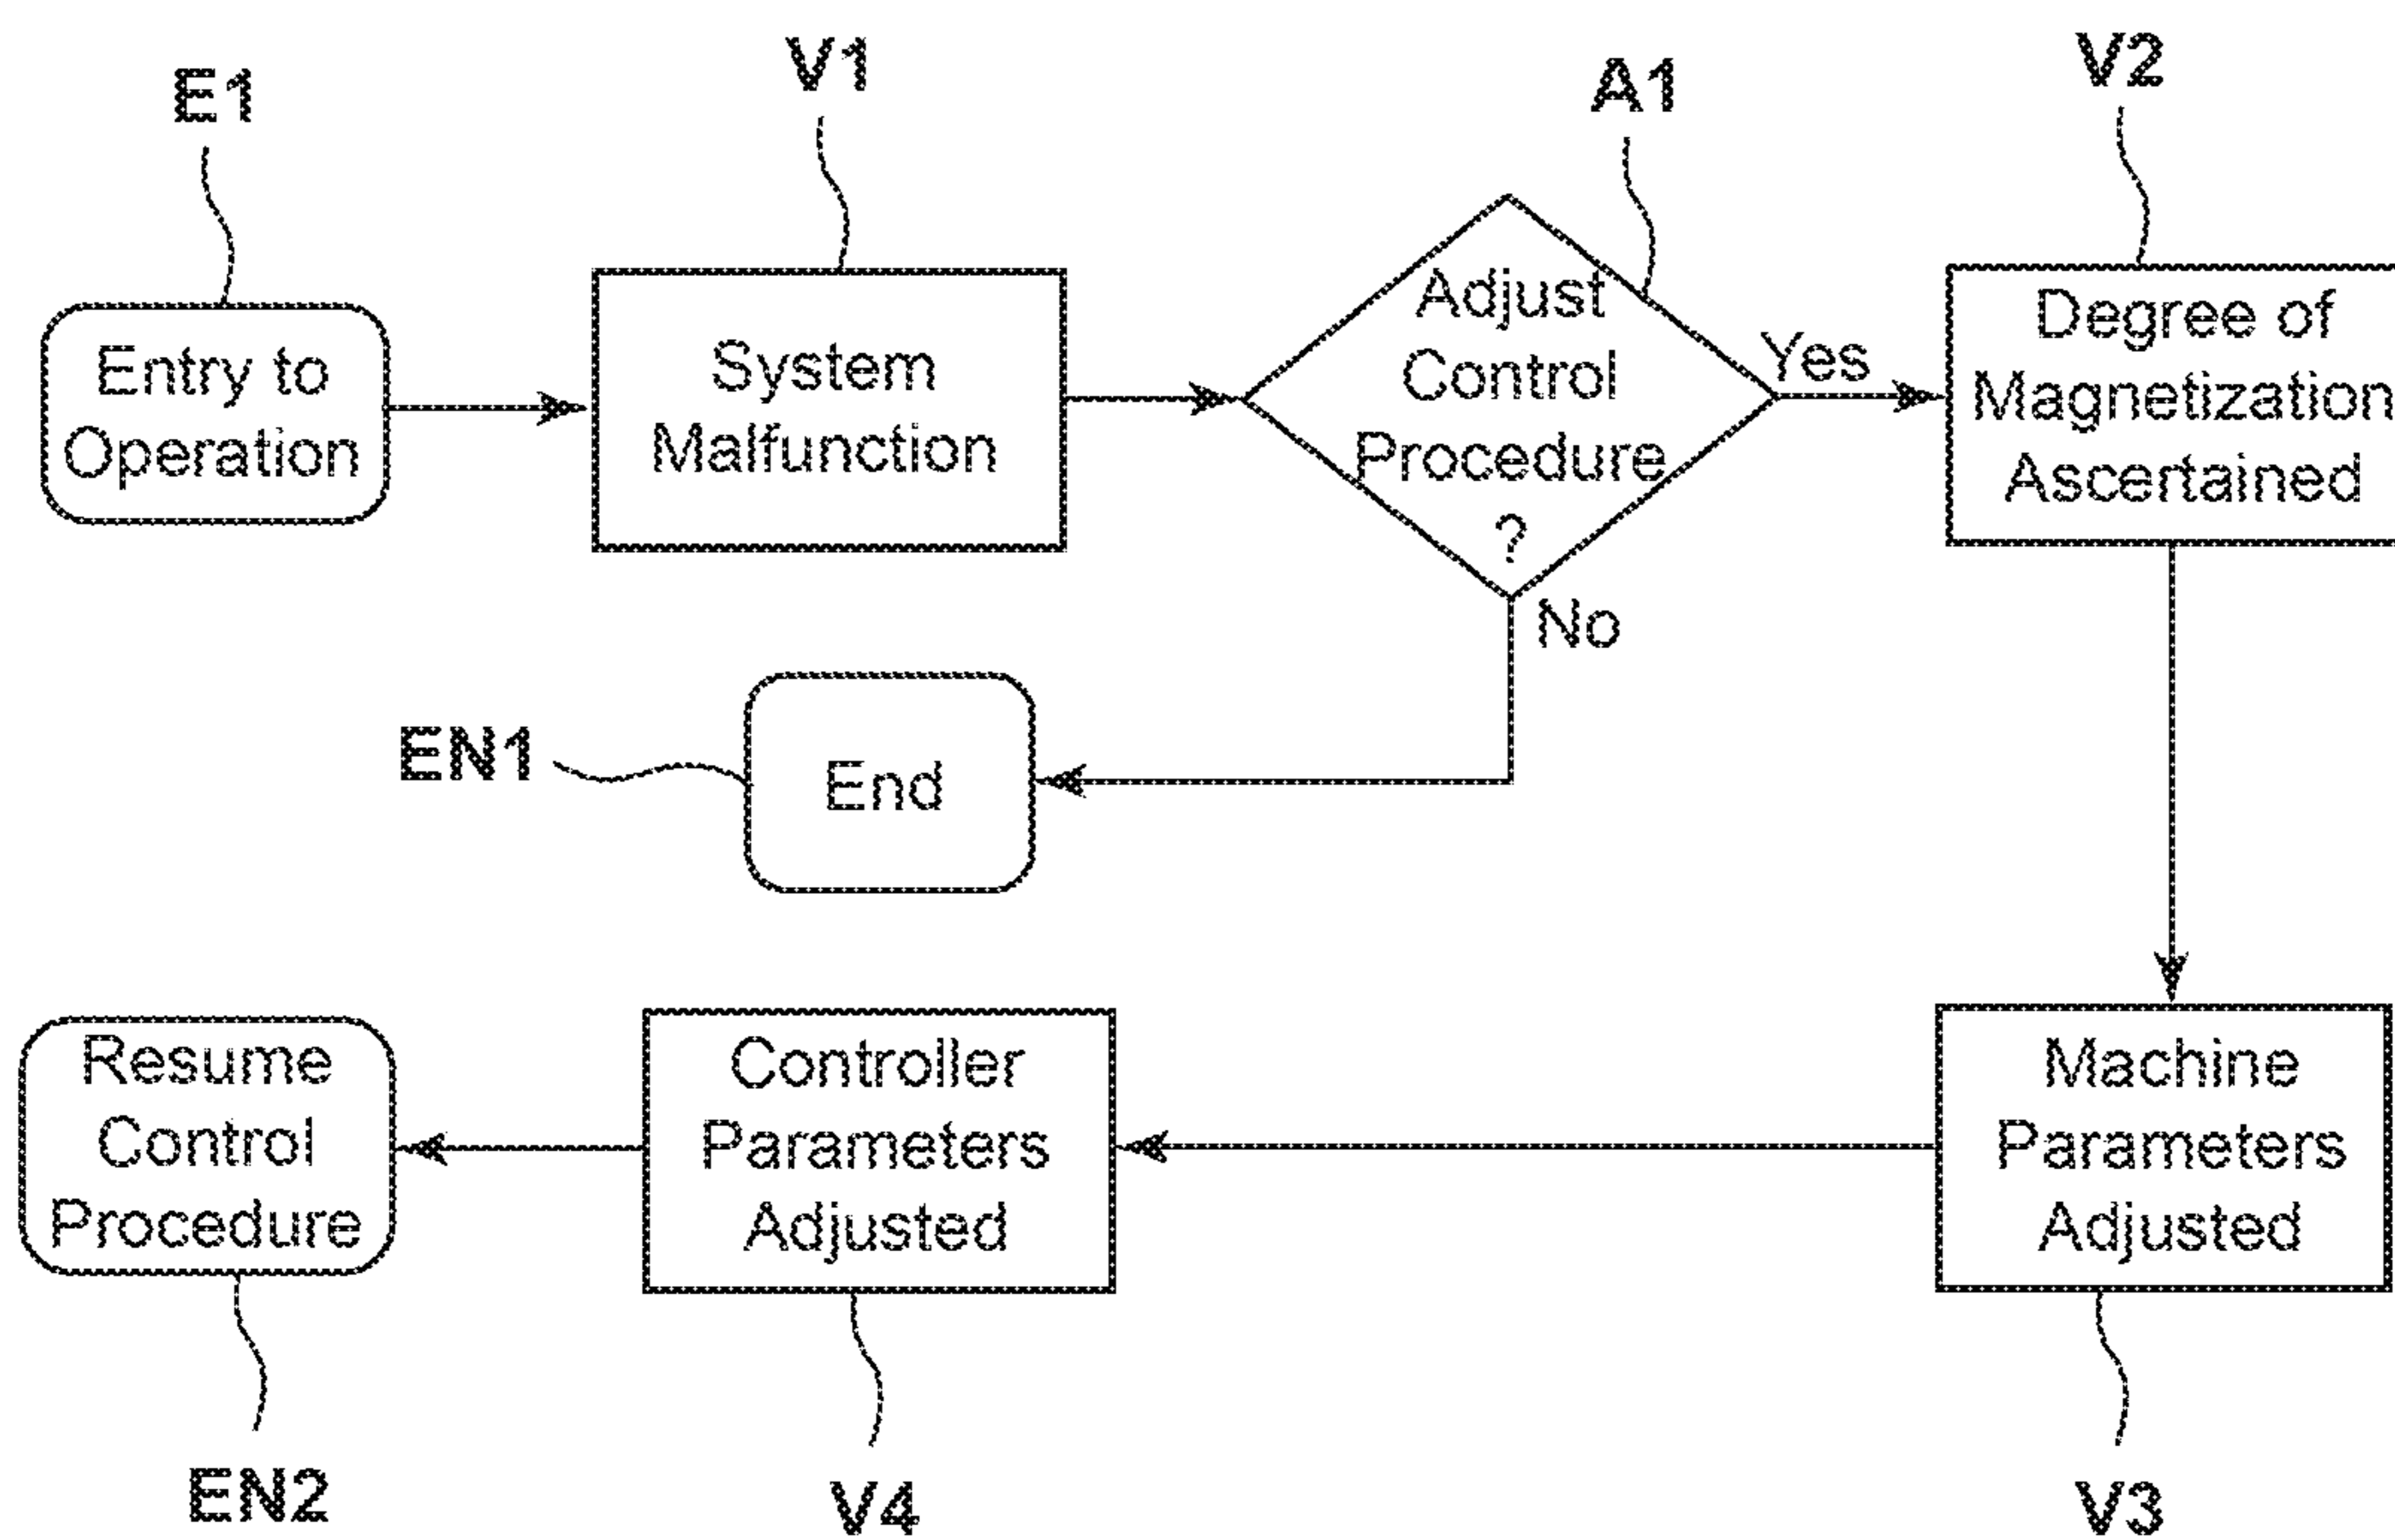 E1
V1
A1
V2
Entry to
Operation
System
Malfunction
Adjust
Control
Procedure
?
Yes
No
Degree of
Magnetization
Ascertained
EN1
End
Resume
Control
Procedure
Controller
Parameters
Adjusted
Machine
Parameters
Adjusted
EN2
V4
V3